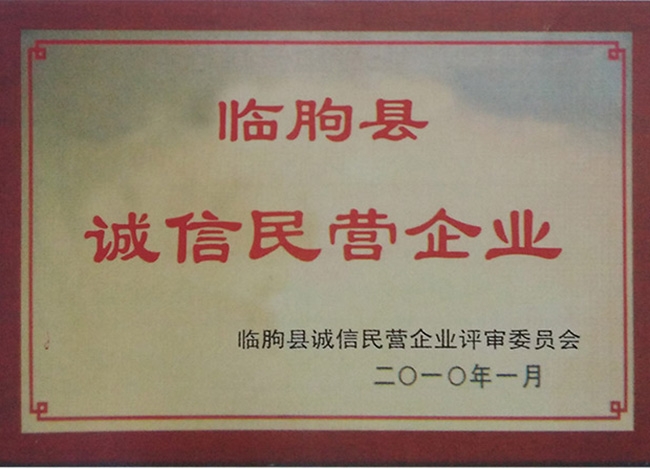 临朐县
诚信民营企业
临朐县诚信民营企业评审委员会
二〇一〇年一月